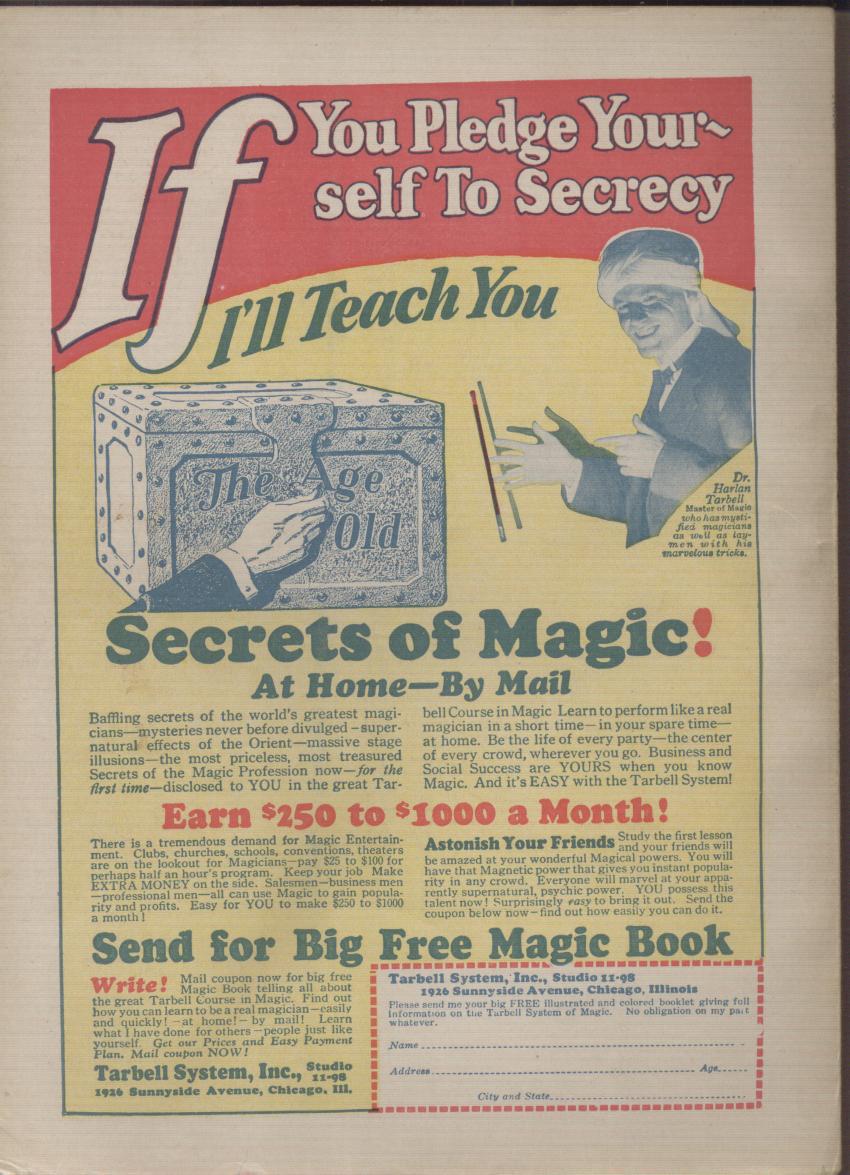 If
You Pledge Your~
self To Secrecy
I'll Teach You
The Age
Old
Dr.
Harlan
Tarbell
Master of Magic
who has mysti-
fied magicians
as well as lay-
men with his
marvelous tricks.
Secrets of Magic!
At Home—By Mail
Baffling secrets of the world's greatest magi-
cians—mysteries never before divulged—super-
natural effects of the Orient—massive stage
illusions—the most priceless, most treasured
Secrets of the Magic Profession now—for the
first time—disclosed to YOU in the great Tar-
bell Course in Magic Learn to perform like a real
magician in a short time—in your spare time—
at home. Be the life of every party—the center
of every crowd, wherever you go. Business and
Social Success are YOURS when you know
Magic. And it's EASY with the Tarbell System!
Earn $250 to $1000 a Month!
There is a tremendous demand for Magic Entertain-
ment. Clubs, churches, schools, conventions, theaters
are on the lookout for Magicians—pay $25 to $100 for
perhaps half an hour's program. Keep your job Make
EXTRA MONEY on the side. Salesmen—business men
—professional men—all can use Magic to gain popula-
rity and profits. Easy for YOU to make $250 to $1000
a month!
Astonish Your Friends Study the first lesson
and your friends will
be amazed at your wonderful Magical powers. You will
have that Magnetic power that gives you instant popula-
rity in any crowd. Everyone will marvel at your appa-
rently supernatural, psychic power. YOU possess this
talent now! Surprisingly easy to bring it out. Send the
coupon below now—find out how easily you can do it.
Send for Big Free Magic Book
Write! Mail coupon now for big free
Magic Book telling all about
the great Tarbell Course in Magic. Find out
how you can learn to be a real magician—easily
and quickly!—at home!—by mail! Learn
what I have done for others—people just like
yourself. Get our Prices and Easy Payment
Plan. Mail coupon NOW!
Tarbell System, Inc., Studio
11-98
1926 Sunnyside Avenue, Chicago, Ill.
Tarbell System, Inc., Studio 11-98
1926 Sunnyside Avenue, Chicago, Illinois
Please send me your big FREE illustrated and colored booklet giving full
information on the Tarbell System of Magic. No obligation on my part
whatever.
Name
Address Age
City and State